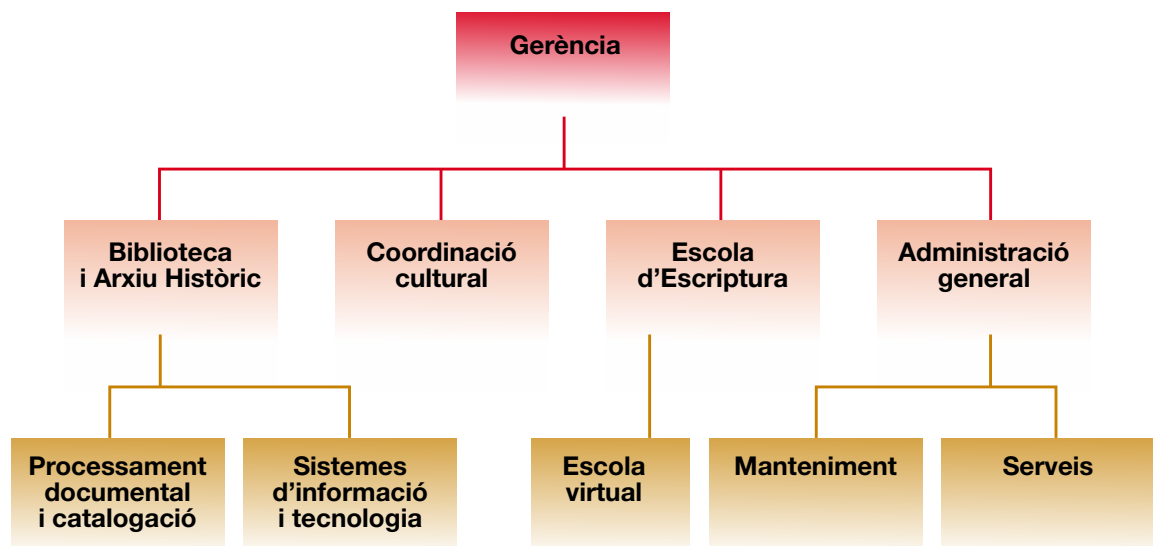 Gerència
Biblioteca
i Arxiu Històric
Coordinació
cultural
Escola
d’Escriptura
Administració
general
Processament
documental
i catalogació
Sistemes
d’informació
i tecnologia
Escola
virtual
Manteniment
Serveis